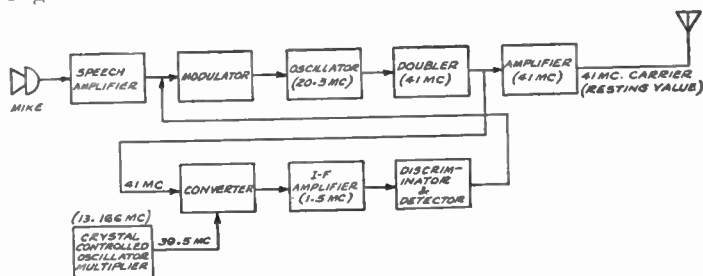 SPEECH
AMPLIFIER
MODULATOR
OSCILLATOR
(20.5 MC)
DOUBLER
(41 MC)
AMPLIFIER
(41 MC)
41 MC. CARRIER
(RESTING VALUE)
MIKE
41 MC
CONVERTER
I-F
AMPLIFIER
(1.5 MC)
DISCRIM-
INATOR
&
DETECTOR
(13.166 MC)
CRYSTAL
CONTROLLED
OSCILLATOR
MULTIPLIER
39.5 MC